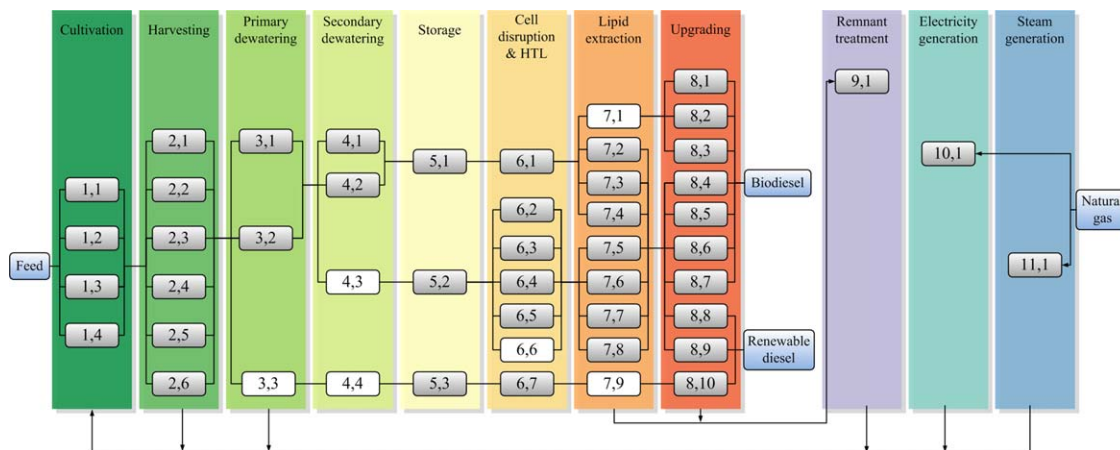 Cultivation
Harvesting
Primary
dewatering
Secondary
dewatering
Storage
Cell
disruption
& HTL
Lipid
extraction
Upgrading
Remnant
treatment
Electricity
generation
Steam
generation
Feed
1,1
1,2
1,3
1,4
2,1
2,2
2,3
2,4
2,5
2,6
3,1
3,2
3,3
4,1
4,2
4,3
4,4
5,1
5,2
5,3
6,1
6,2
6,3
6,4
6,5
6,6
6,7
7,1
7,2
7,3
7,4
7,5
7,6
7,7
7,8
7,9
8,1
8,2
8,3
8,4
8,5
8,6
8,7
8,8
8,9
8,10
Biodiesel
Renewable
diesel
9,1
10,1
11,1
Natural
gas